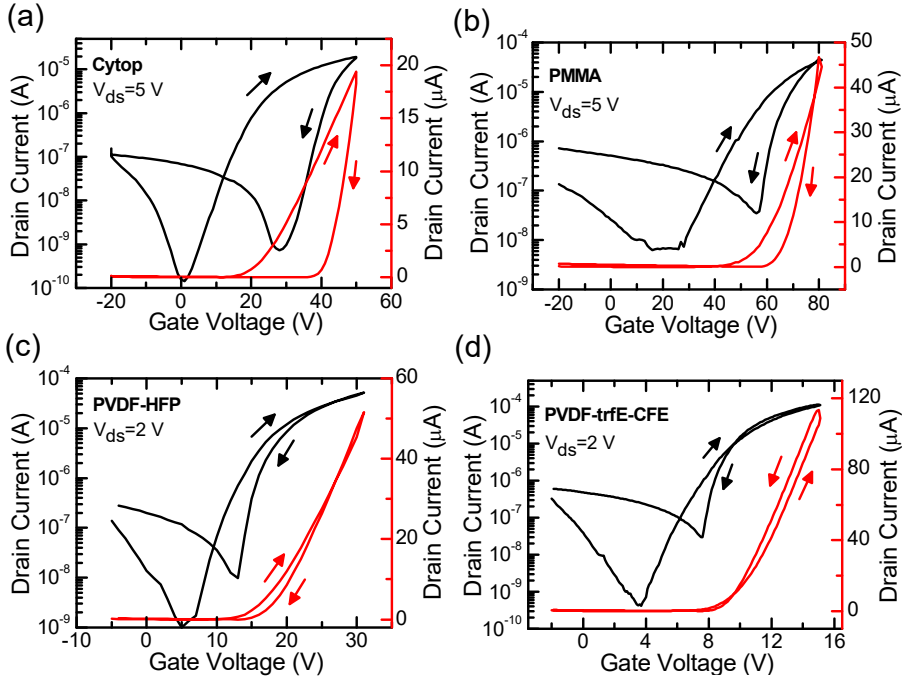 (a)
Cytop
V_ds=5 V
Drain Current (A)
10^-4
10^-5
10^-6
10^-7
10^-8
10^-9
10^-10
-20 0 20 40 60
Gate Voltage (V)
20
15
10
5
0
Drain Current (μA)
(b)
PMMA
V_ds=5 V
Drain Current (A)
10^-4
10^-5
10^-6
10^-7
10^-8
10^-9
-20 0 20 40 60 80
Gate Voltage (V)
50
40
30
20
10
0
Drain Current (μA)
(c)
PVDF-HFP
V_ds=2 V
Drain Current (A)
10^-4
10^-5
10^-6
10^-7
10^-8
10^-9
-10 0 10 20 30
Gate Voltage (V)
60
40
20
0
Drain Current (μA)
(d)
PVDF-trfE-CFE
V_ds=2 V
Drain Current (A)
10^-4
10^-5
10^-6
10^-7
10^-8
10^-9
10^-10
0 4 8 12 16
Gate Voltage (V)
120
80
40
0
Drain Current (μA)